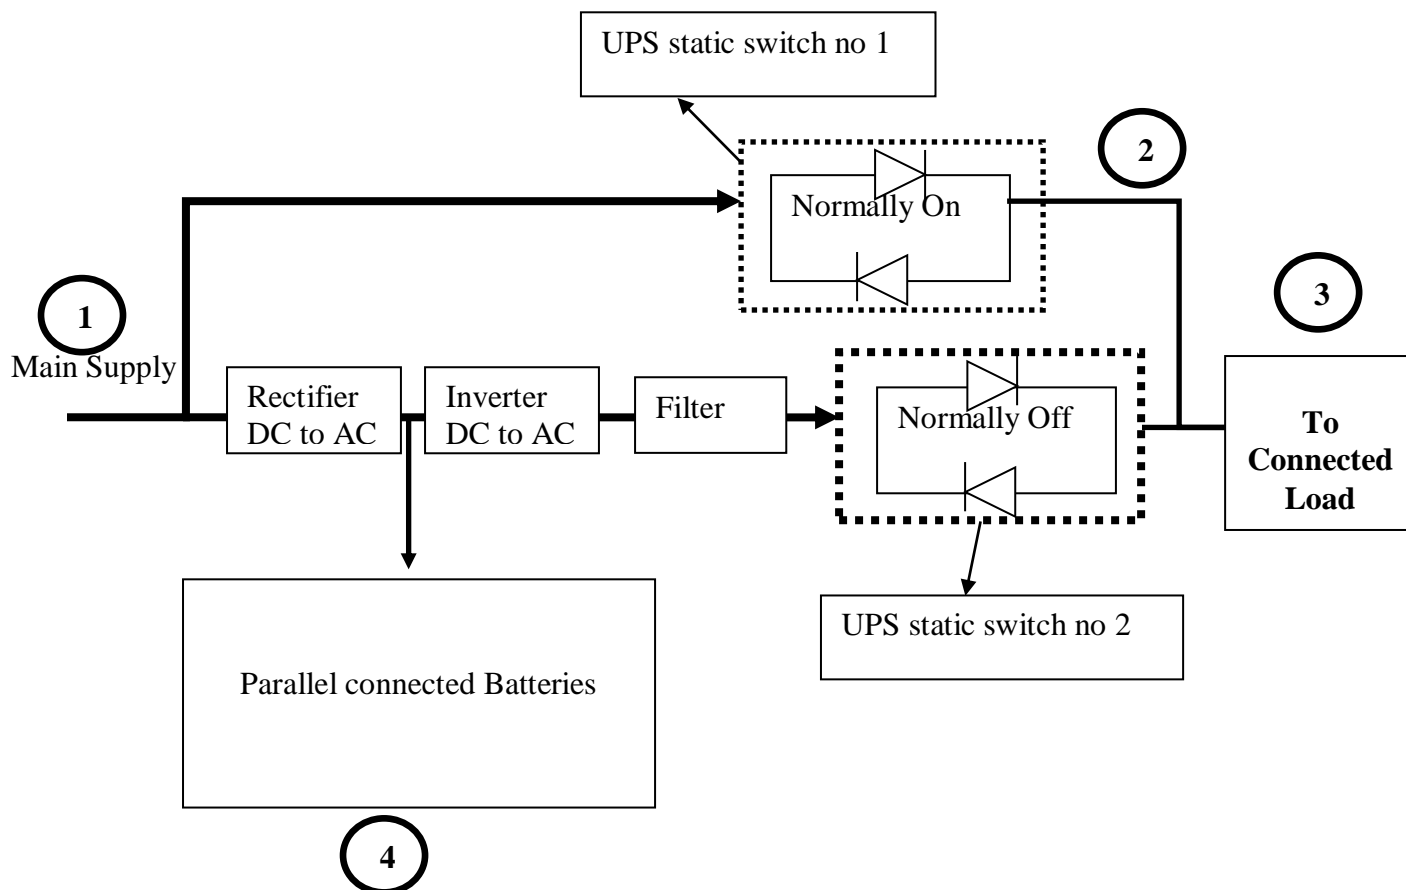 UPS static switch no 1
2
Normally On
3
1
Main Supply
Rectifier
DC to AC
Inverter
DC to AC
Filter
Normally Off
To
Connected
Load
UPS static switch no 2
Parallel connected Batteries
4